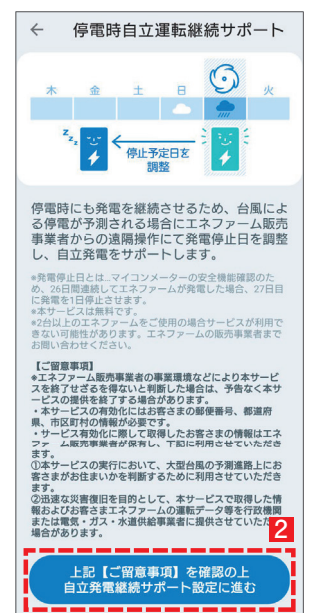 ← 停電時自立運転継続サポート
木 金 土 日 火
zzz
停止予定日を
調整
停電時にも発電を継続させるため、台風によ
る停電が予測される場合にエネファーム販売
事業者からの遠隔操作にて発電停止日を調整
し、自立発電をサポートします。
※発電停止日とは…マイコンメーターの安全機能確認のた
め、26日間連続してエネファームが発電した場合、27日目
に発電を1日停止させます。
※本サービスは無料です。
※2台以上のエネファームをご使用の場合サービスが利用で
きない可能性があります。エネファームの販売事業者まで
お問い合わせください。
【ご留意事項】
※エネファーム販売事業者の事業環境などにより本サービ
スを終了せざるを得ないと判断した場合は、予告なく本サ
ービスの提供を終了する場合があります。
・本サービスの有効化にはお客さまの郵便番号、都道府
県、市区町村の情報が必要です。
・サービス有効化に際して取得したお客さまの情報はエネ
ファーム販売事業者が保有し、下記に利用させていただき
ます。
①本サービスの実行において、大型台風の予測進路上にお
客さまがお住まいかを判断するために利用させていただき
ます。
②迅速な災害復旧を目的として、本サービスで取得した情
報およびお客さまエネファームの運転データ等を行政機関
または電気・ガス・水道供給事業者に提供させていただ
場合があります。
2
上記【ご留意事項】を確認の上
自立発電継続サポート設定に進む